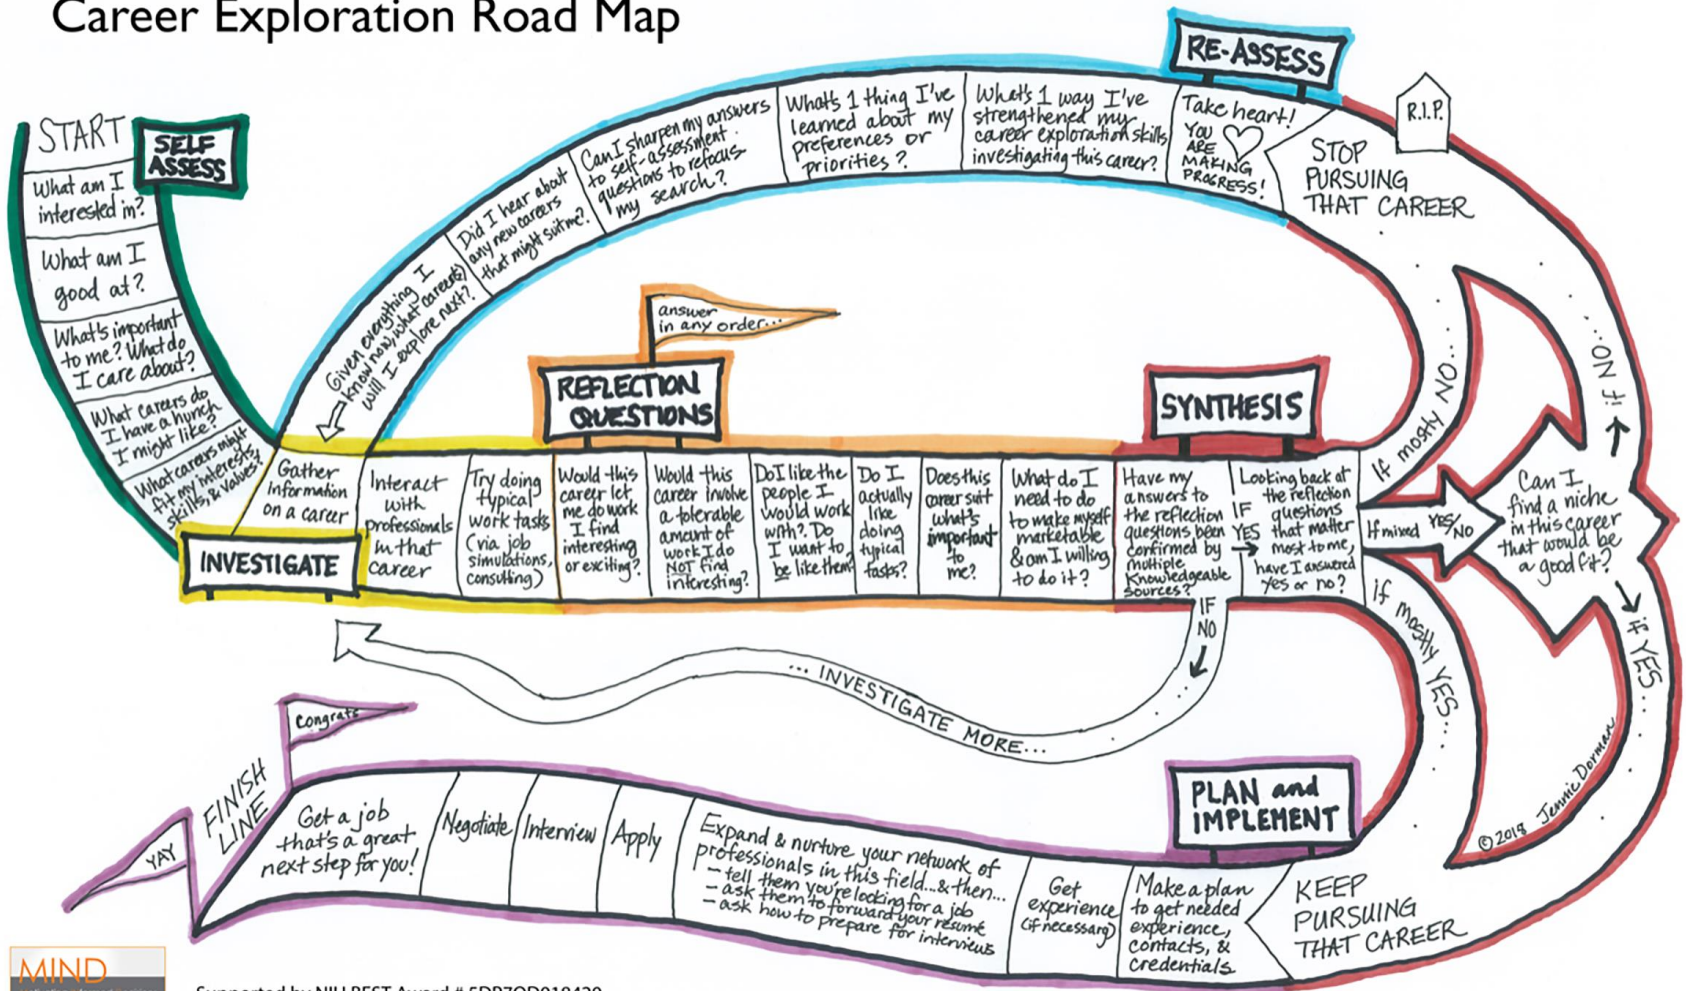 Career Exploration Road Map
START
SELF
ASSESS
What am I
interested in?
What am I
good at?
What's important
to me? What do
I care about?
What careers do
I have a hunch
I might like?
What careers might
fit my interests,
skills, & values?
INVESTIGATE
Gather
information
on a career
Interact
with
professionals
in that
career
Try doing
typical
work tasks
(via job
simulations,
consulting)
REFLECTION
QUESTIONS
answer
in any order...
Would this
career let
me do work
I find
interesting
or exciting?
Would this
career involve
a tolerable
amount of
work I do
NOT find
interesting?
Do I like the
people I
would work
with? Do
I want to
be like them?
Do I
actually
like
doing
typical
tasks?
Does this
career suit
what's
important
to
me?
What do I
need to do
to make myself
marketable
& am I willing
to do it?
SYNTHESIS
Have my
answers to
the reflection
questions been
confirmed by
multiple
knowledgeable
sources?
IF
YES
Looking back at
the reflection
questions
that matter
most to me,
have I answered
yes or no?
IF
NO
... INVESTIGATE MORE...
If mostly NO...
If mixed YES/NO
If mostly YES...
Can I
find a niche
in this career
that would be
a good fit?
If NO...
If YES...
STOP
PURSUING
THAT CAREER
R.I.P.
RE-ASSESS
Take heart!
YOU
ARE
MAKING
PROGRESS!
What's 1 way I've
strengthened my
career exploration skills
investigating this career?
What's 1 thing I've
learned about my
preferences or
priorities?
Can I sharpen my answers
to self-assessment
questions to refocus
my search?
Did I hear about
any new careers
that might suit me?
Given everything I
know now, what career(s)
will I explore next?
KEEP
PURSUING
THAT CAREER
PLAN and
IMPLEMENT
Make a plan
to get needed
experience,
contacts, &
credentials
Get
experience
(if necessary)
Expand & nurture your network of
professionals in this field...& then...
- tell them you're looking for a job
- ask them to forward your resume
- ask how to prepare for interviews
Apply
Interview
Negotiate
Get a job
that's a great
next step for you!
FINISH
LINE
Congrats
YAY
© 2018 Jennie Dorman
MIND